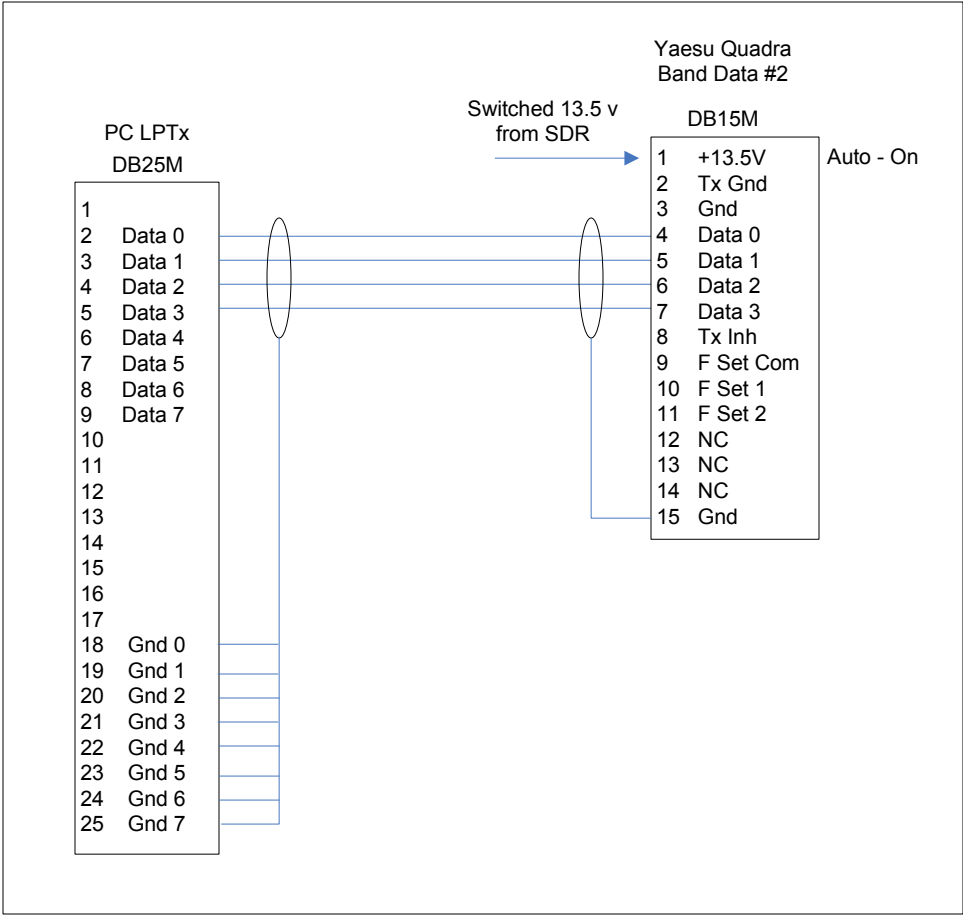 Yaesu Quadra
Band Data #2
Switched 13.5 v
from SDR
PC LPTx
DB25M
DB15M
1
2 Data 0
3 Data 1
4 Data 2
5 Data 3
6 Data 4
7 Data 5
8 Data 6
9 Data 7
10
11
12
13
14
15
16
17
18 Gnd 0
19 Gnd 1
20 Gnd 2
21 Gnd 3
22 Gnd 4
23 Gnd 5
24 Gnd 6
25 Gnd 7
1 +13.5V Auto - On
2 Tx Gnd
3 Gnd
4 Data 0
5 Data 1
6 Data 2
7 Data 3
8 Tx Inh
9 F Set Com
10 F Set 1
11 F Set 2
12 NC
13 NC
14 NC
15 Gnd